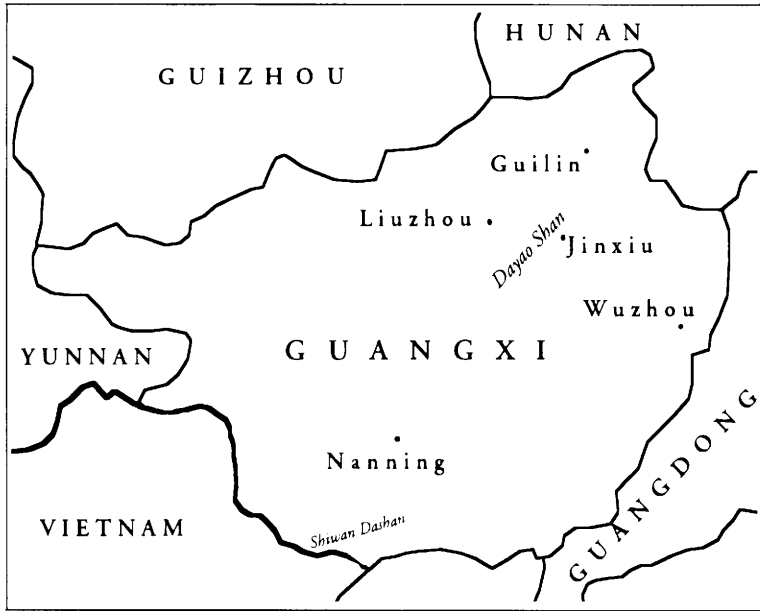 HUNAN
GUIZHOU
Guilin
Liuzhou
Dayao Shan
Jinxiu
Wuzhou
GUANGXI
YUNNAN
GUANGDONG
Nanning
VIETNAM
Shiwan Dashan